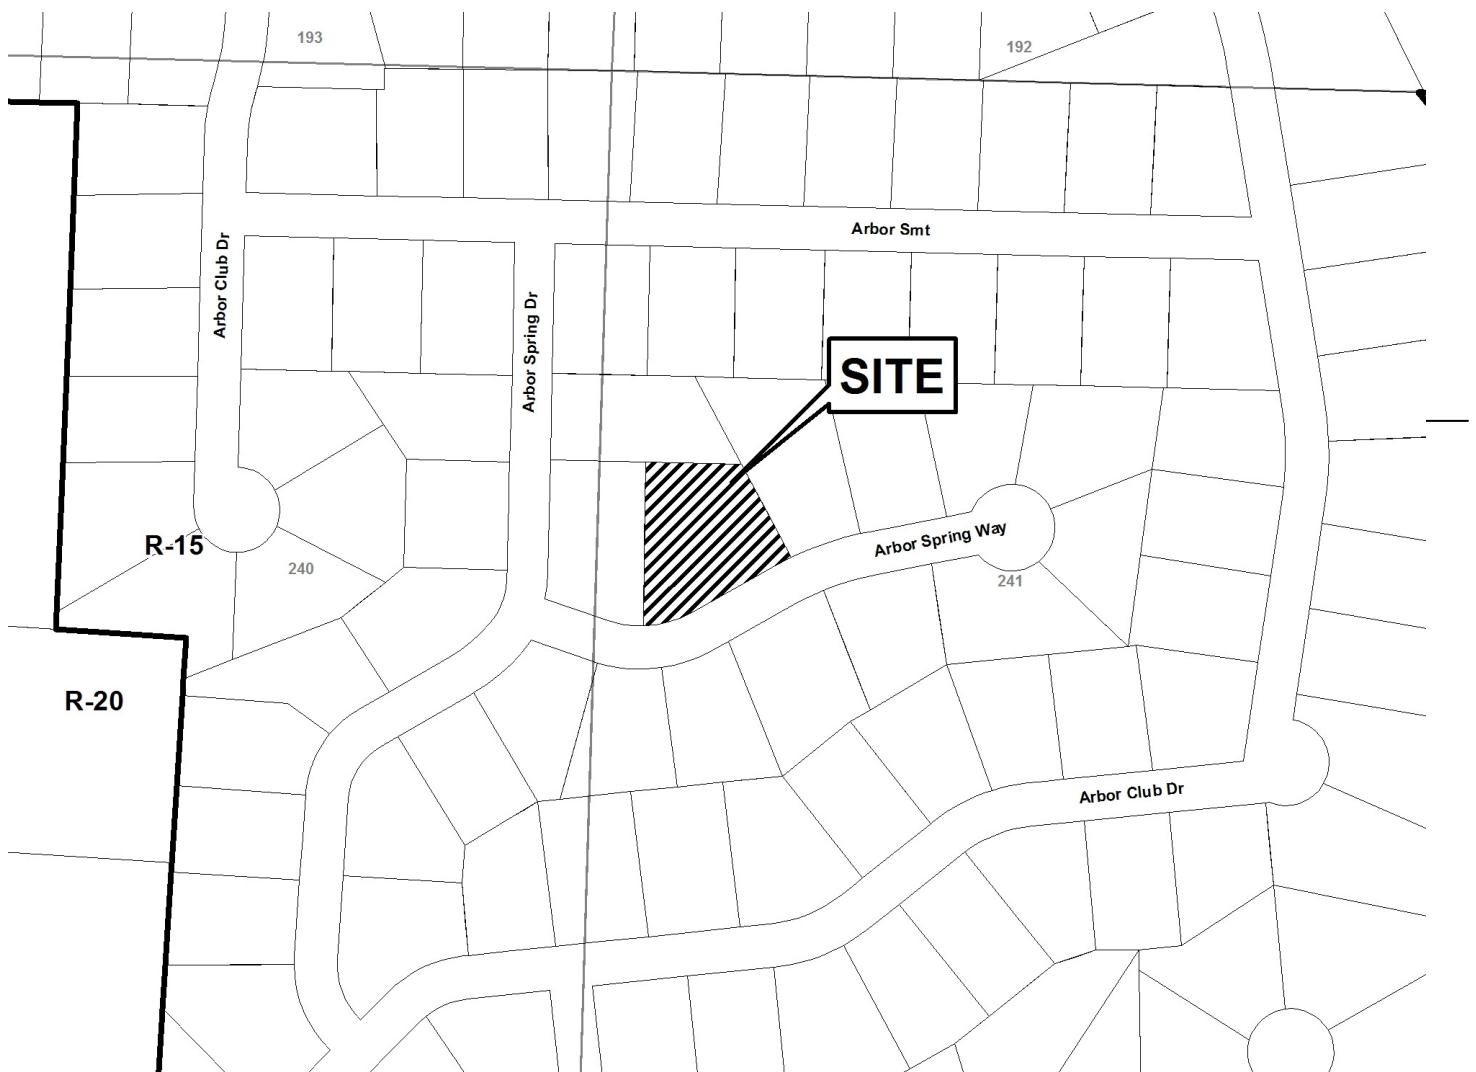 193
192
Arbor Smt
Arbor Club Dr
Arbor Spring Dr
SITE
Arbor Spring Way
R-15
240
241
R-20
Arbor Club Dr